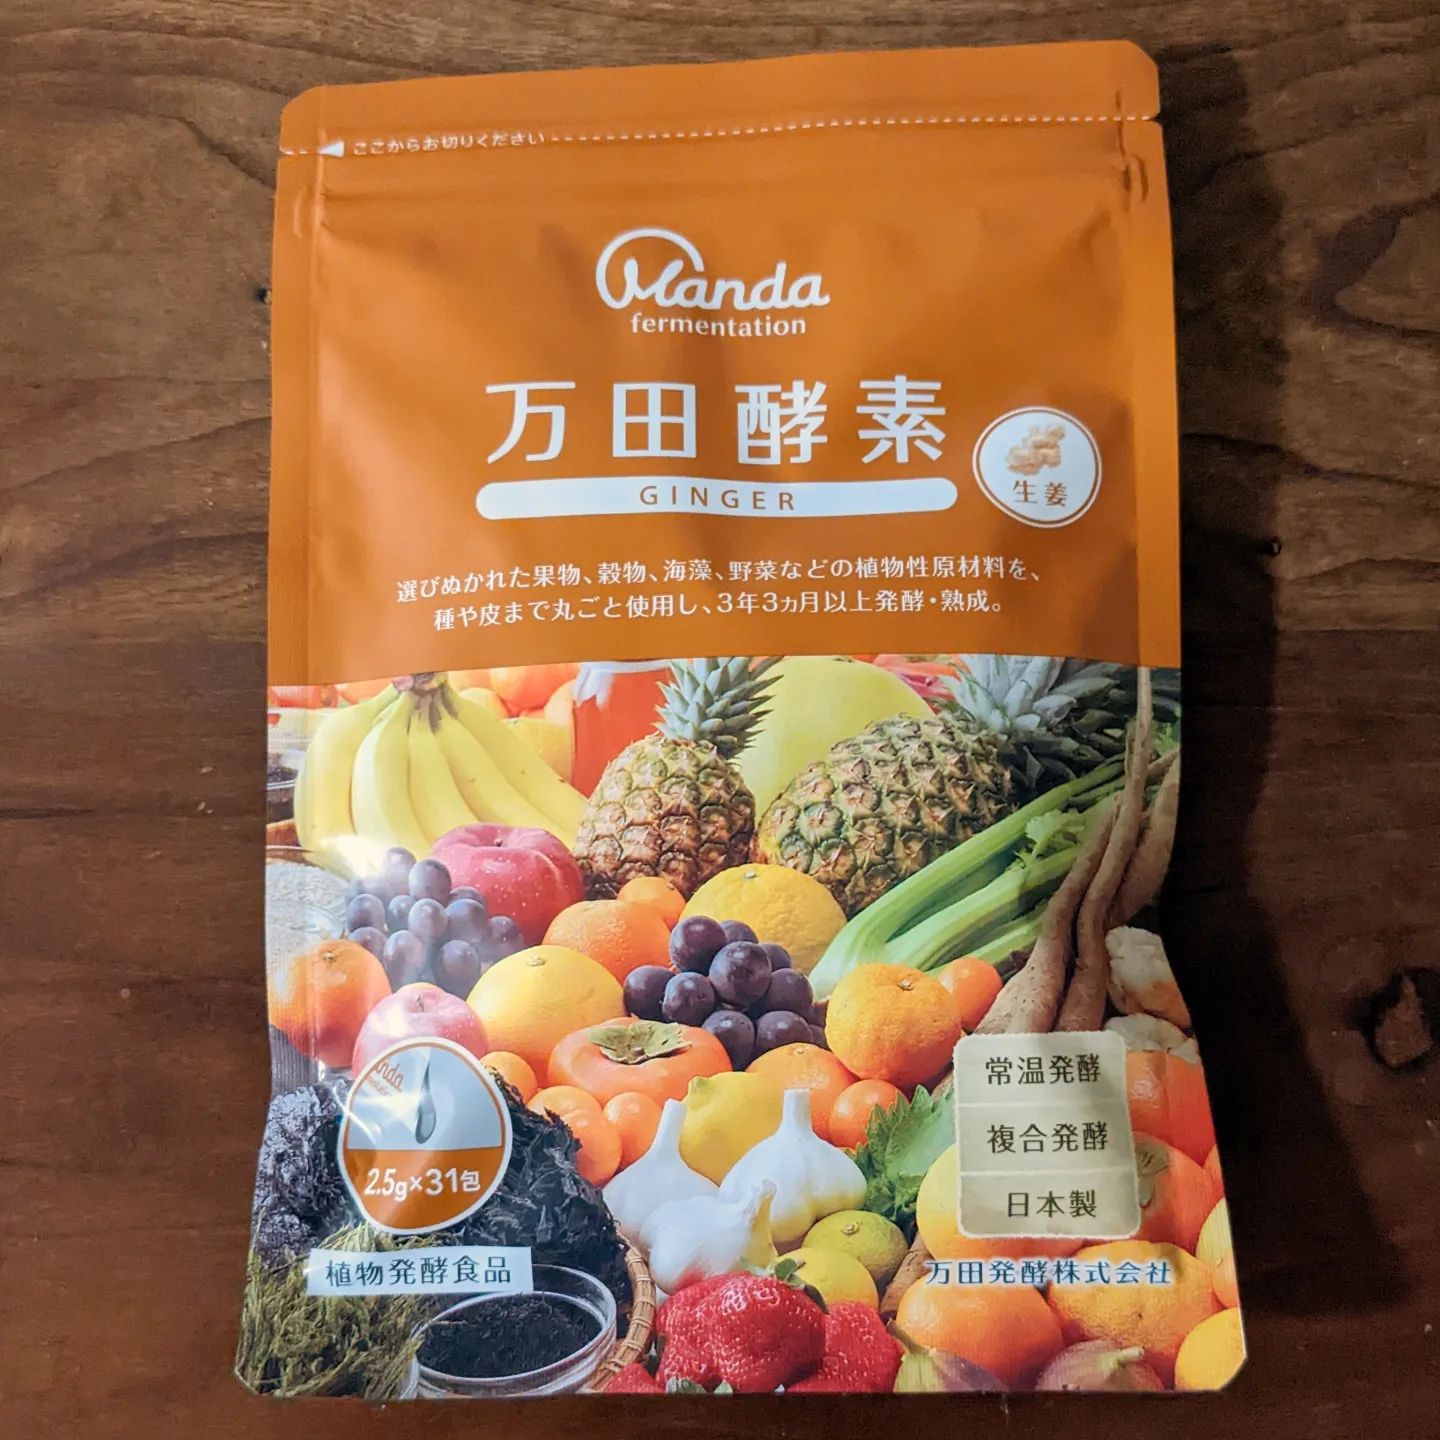 ここからお切りください
Manda
fermentation
万田酵素
GINGER
生姜
選びぬかれた果物、穀物、海藻、野菜などの植物性原材料を、
種や皮まで丸ごと使用し、3年3ヵ月以上発酵・熟成。
常温発酵
複合発酵
日本製
2.5g×31包
植物発酵食品
万田発酵株式会社